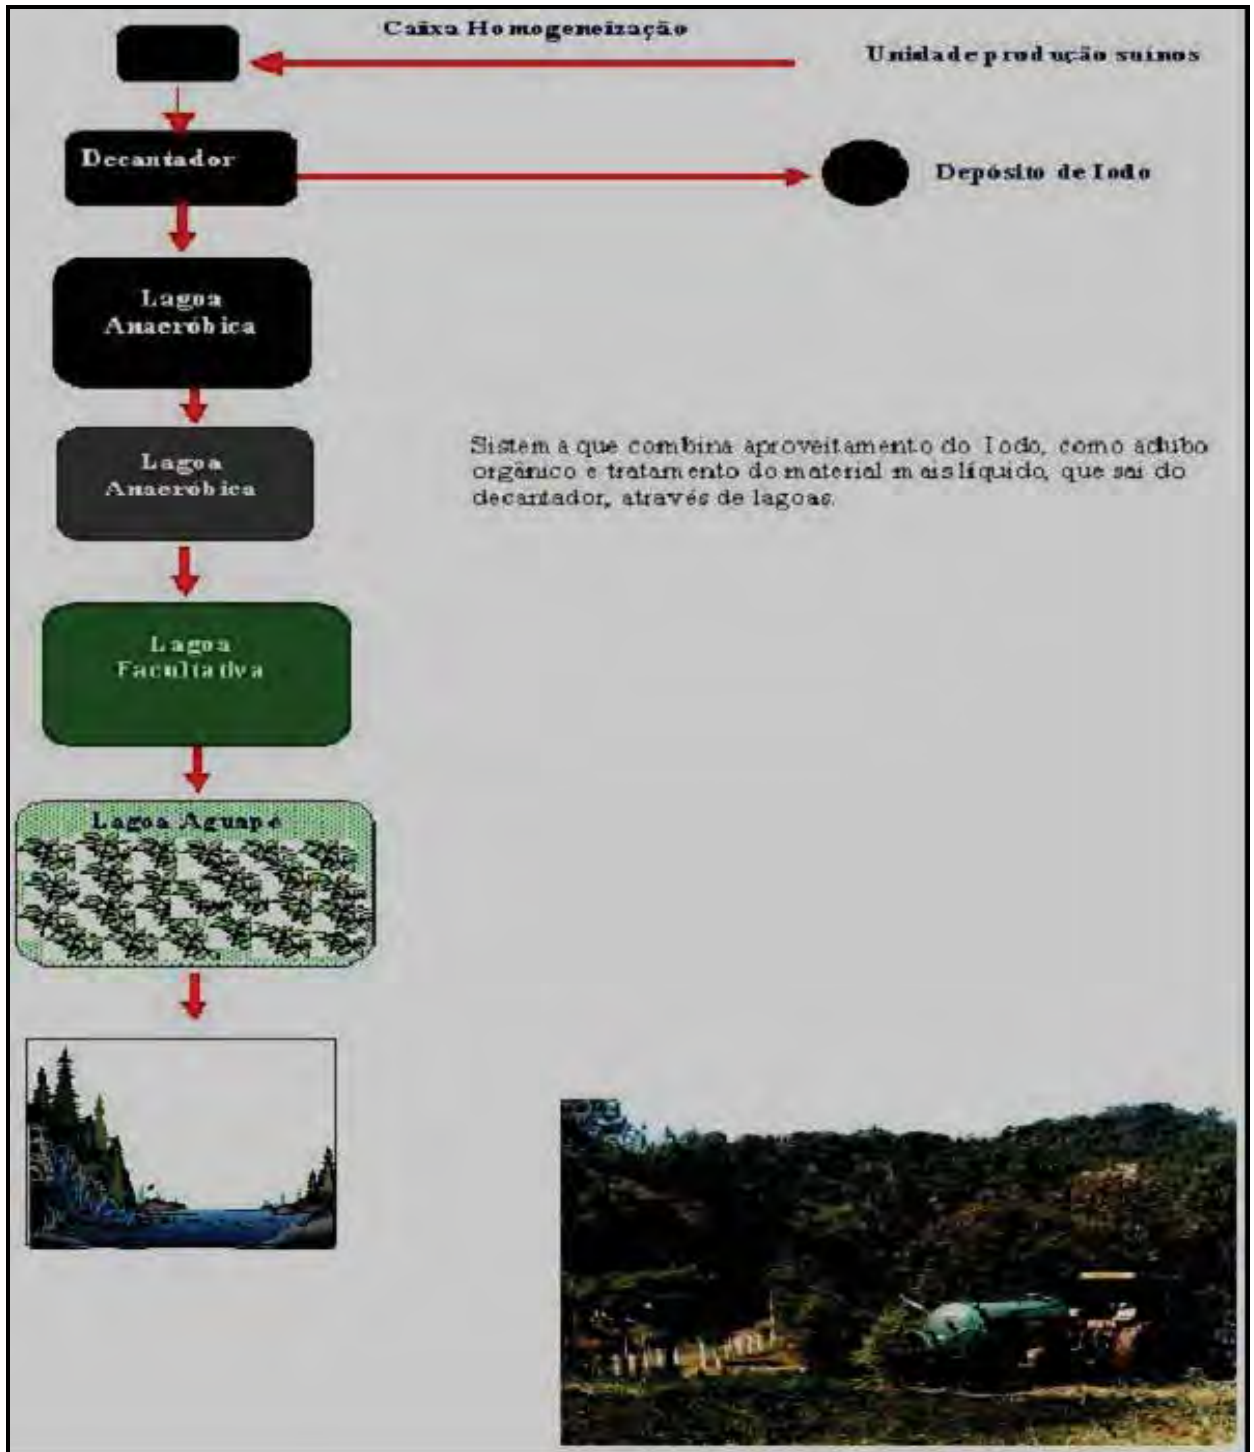 Caixa Homogeneização
Unidade produção suínos
Decantador
Depósito de lodo
Lagoa
Anaeróbica
Lagoa
Anaeróbica
Sistema que combina aproveitamento do lodo, como adubo
orgânico e tratamento do material mais líquido, que sai do
decantador, através de lagoas.
Lagoa
Facultativa
Lagoa Aguapé